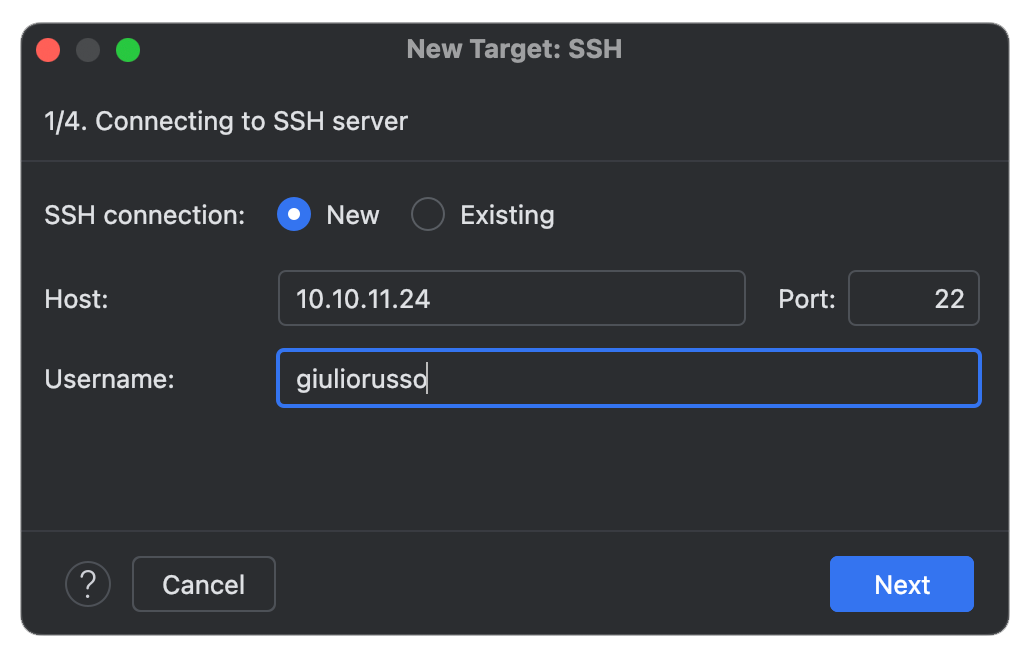 New Target: SSH
1/4. Connecting to SSH server
SSH connection: New Existing
Host: 10.10.11.24 Port: 22
Username: giuliorusso
? Cancel Next